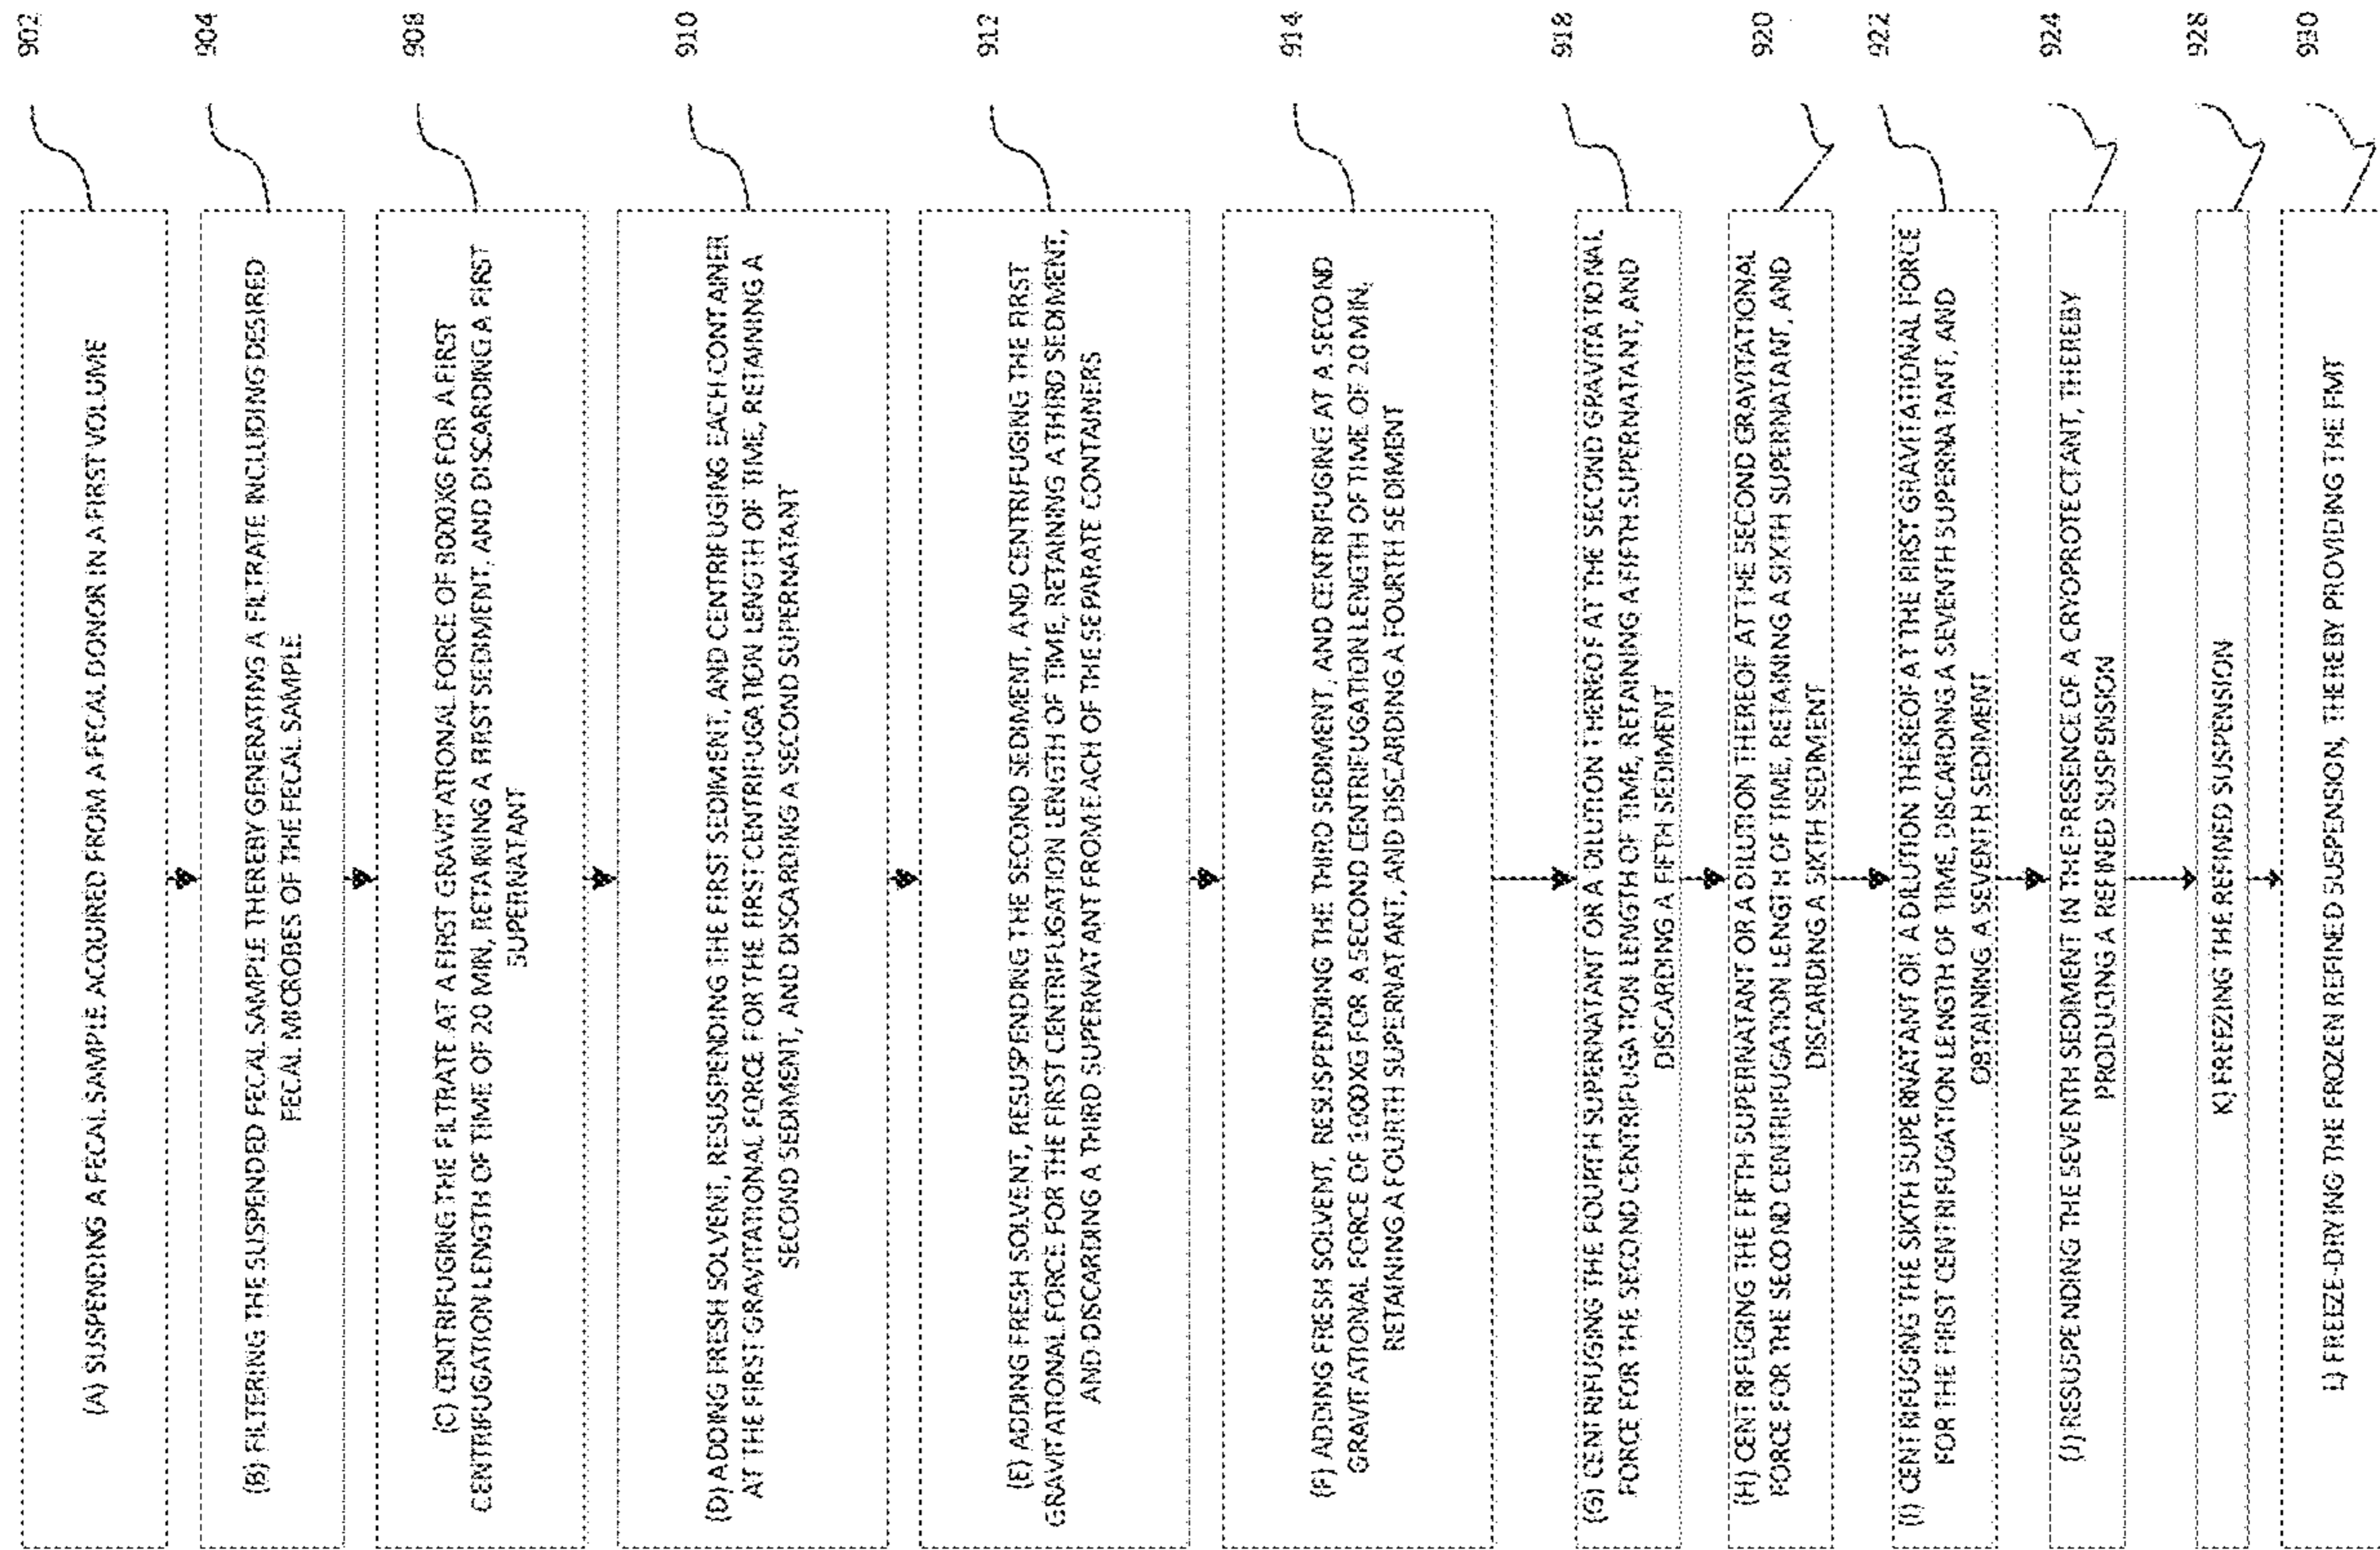 902
(A) SUSPENDING A FECAL SAMPLE ACQUIRED FROM A FECAL DONOR IN A FIRST VOLUME
904
(B) FILTERING THE SUSPENDED FECAL SAMPLE THEREBY GENERATING A FILTRATE INCLUDING DESIRED
FECAL MICROBES OF THE FECAL SAMPLE
908
(C) CENTRIFUGING THE FILTRATE AT A FIRST GRAVITATIONAL FORCE OF 8000XG FOR A FIRST
CENTRIFUGATION LENGTH OF TIME OF 20 MIN, RETAINING A FIRST SEDIMENT, AND DISCARDING A FIRST
SUPERNATANT
910
(D) ADDING FRESH SOLVENT, RESUSPENDING THE FIRST SEDIMENT, AND CENTRIFUGING EACH CONTAINER
AT THE FIRST GRAVITATIONAL FORCE FOR THE FIRST CENTRIFUGATION LENGTH OF TIME, RETAINING A
SECOND SEDIMENT, AND DISCARDING A SECOND SUPERNATANT
912
(E) ADDING FRESH SOLVENT, RESUSPENDING THE SECOND SEDIMENT, AND CENTRIFUGING THE FIRST
GRAVITATIONAL FORCE FOR THE FIRST CENTRIFUGATION LENGTH OF TIME, RETAINING A THIRD SEDIMENT,
AND DISCARDING A THIRD SUPERNATANT FROM EACH OF THE SEPARATE CONTAINERS
914
(F) ADDING FRESH SOLVENT, RESUSPENDING THE THIRD SEDIMENT, AND CENTRIFUGING AT A SECOND
GRAVITATIONAL FORCE OF 1000XG FOR A SECOND CENTRIFUGATION LENGTH OF TIME OF 20 MIN,
RETAINING A FOURTH SUPERNATANT, AND DISCARDING A FOURTH SEDIMENT
918
(G) CENTRIFUGING THE FOURTH SUPERNATANT OR A DILUTION THEREOF AT THE SECOND GRAVITATIONAL
FORCE FOR THE SECOND CENTRIFUGATION LENGTH OF TIME, RETAINING A FIFTH SUPERNATANT, AND
DISCARDING A FIFTH SEDIMENT
920
(H) CENTRIFUGING THE FIFTH SUPERNATANT OR A DILUTION THEREOF AT THE SECOND GRAVITATIONAL
FORCE FOR THE SECOND CENTRIFUGATION LENGTH OF TIME, RETAINING A SIXTH SUPERNATANT, AND
DISCARDING A SIXTH SEDIMENT
922
(I) CENTRIFUGING THE SIXTH SUPERNATANT OR A DILUTION THEREOF AT THE FIRST GRAVITATIONAL FORCE
FOR THE FIRST CENTRIFUGATION LENGTH OF TIME, DISCARDING A SEVENTH SUPERNATANT, AND
OBTAINING A SEVENTH SEDIMENT
924
(J) RESUSPENDING THE SEVENTH SEDIMENT IN THE PRESENCE OF A CRYOPROTECTANT, THEREBY
PRODUCING A REFINED SUSPENSION
928
K) FREEZING THE REFINED SUSPENSION
930
L) FREEZE-DRYING THE FROZEN REFINED SUSPENSION, THEREBY PROVIDING THE FMT